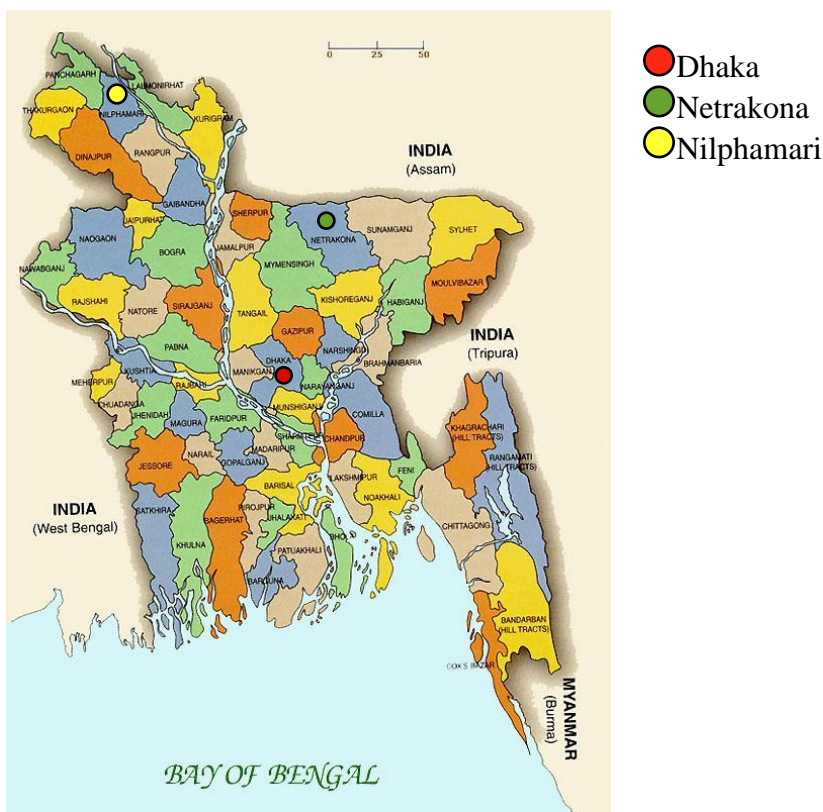 0 25 50
Dhaka
Netrakona
Nilphamari
PANCHAGARH
LALMONIRHAT
THAKURGAON
NILPHAMARI
KURIGRAM
DINAJPUR
RANGPUR
INDIA
(Assam)
GAIBANDHA
JAIPURHAT
SHERPUR
NETRAKONA
SUNAMGANJ
SYLHET
NAOGAON
BOGRA
JAMALPUR
MYMENSINGH
NAWABGANJ
MOULVIBAZAR
RAJSHAHI
NATORE
SIRAJGANJ
TANGAIL
KISHOREGANJ
HABIGANJ
GAZIPUR
INDIA
(Tripura)
PABNA
NARSHINGDI
KUSHTIA
MANIKGANJ
DHAKA
BRAHMANBARIA
MEHERPUR
RAJBARI
NARAYANGANJ
CHUADANGA
JHENIDAH
MAGURA
FARIDPUR
MUNSHIGANJ
COMILLA
KHAGRACHARI
(HILL TRACTS)
CHANDPUR
JESSORE
NARAIL
GOPALGANJ
MADARIPUR
RANGAMATI
(HILL TRACTS)
LAKSHMIPUR
FENI
BARISAL
NOAKHALI
INDIA
(West Bengal)
SATKHIRA
KHULNA
BAGERHAT
PIROJPUR
JHALAKATI
CHITTAGONG
PATUAKHALI
BHOLA
BARGUNA
BANDARBAN
(HILL TRACTS)
COX'S BAZAR
MYANMAR
(Burma)
BAY OF BENGAL